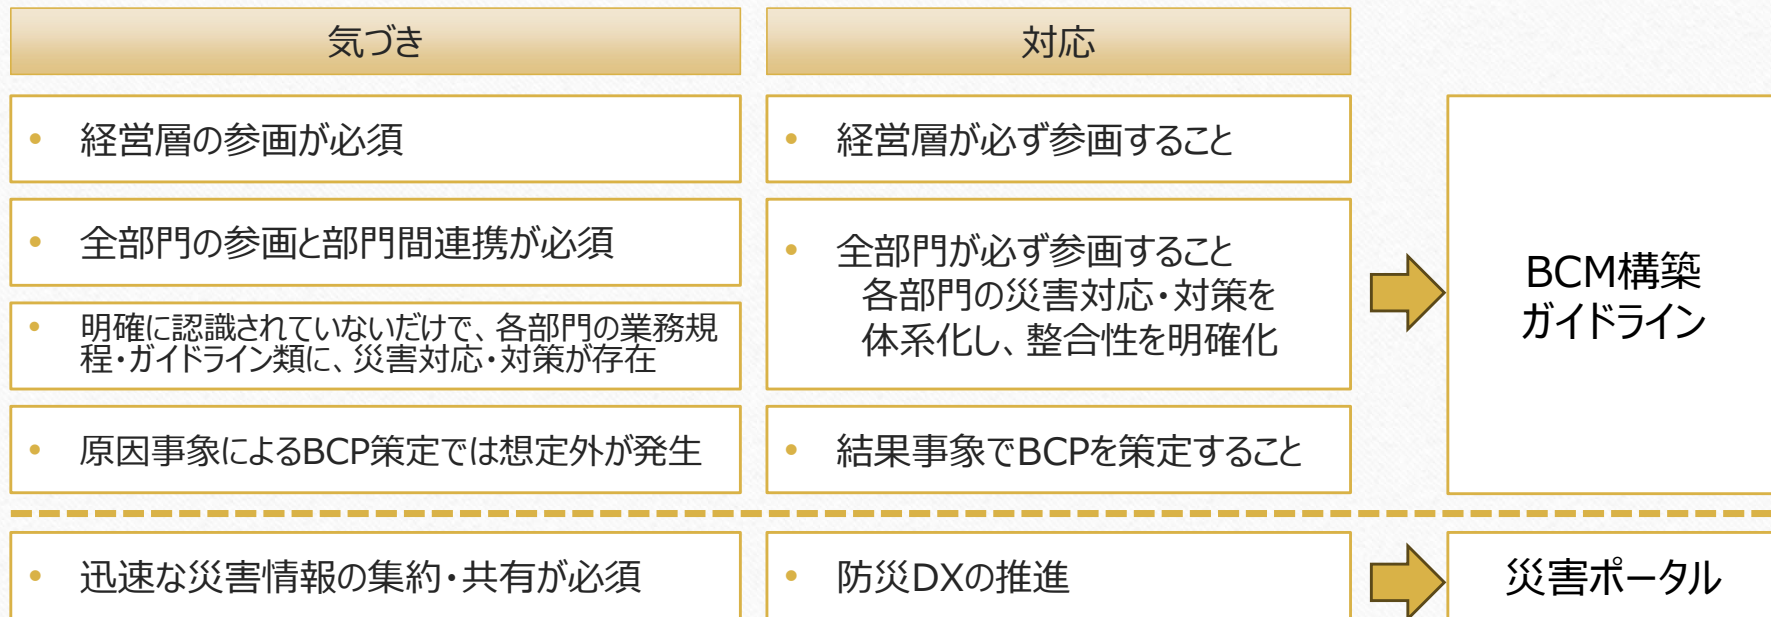 気づき
対応
• 経営層の参画が必須
• 経営層が必ず参画すること
• 全部門の参画と部門間連携が必須
• 全部門が必ず参画すること
各部門の災害対応・対策を
体系化し、整合性を明確化
• 明確に認識されていないだけで、各部門の業務規
程・ガイドライン類に、災害対応・対策が存在
• 原因事象によるBCP策定では想定外が発生
• 結果事象でBCPを策定すること
BCM構築
ガイドライン
• 迅速な災害情報の集約・共有が必須
• 防災DXの推進
災害ポータル